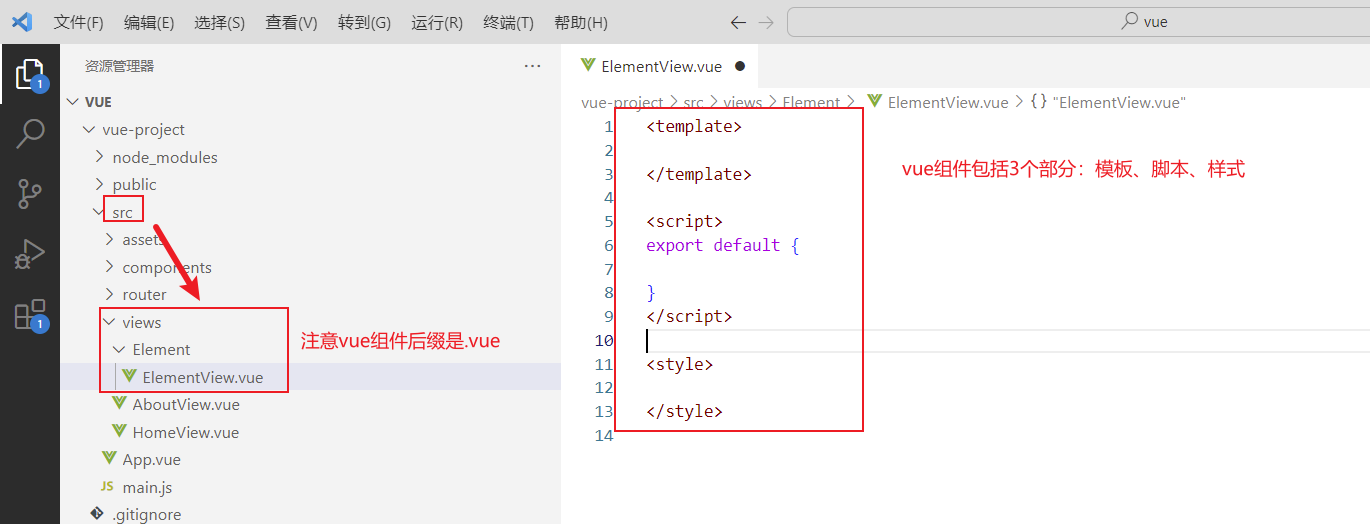 文件(F) 编辑(E) 选择(S) 查看(V) 转到(G) 运行(R) 终端(T) 帮助(H) vue
资源管理器 ···
1
VUE
vue-project
node_modules
public
src
assets
components
router
views
Element
ElementView.vue
AboutView.vue
HomeView.vue
App.vue
JS main.js
.gitignore
1
注意vue组件后缀是.vue
ElementView.vue
vue-project > src > views > Element > ElementView.vue > {} "ElementView.vue"
1 <template>
2
3 </template>
4
5 <script>
6 export default {
7
8 }
9 </script>
10
11 <style>
12
13 </style>
14
vue组件包括3个部分：模板、脚本、样式